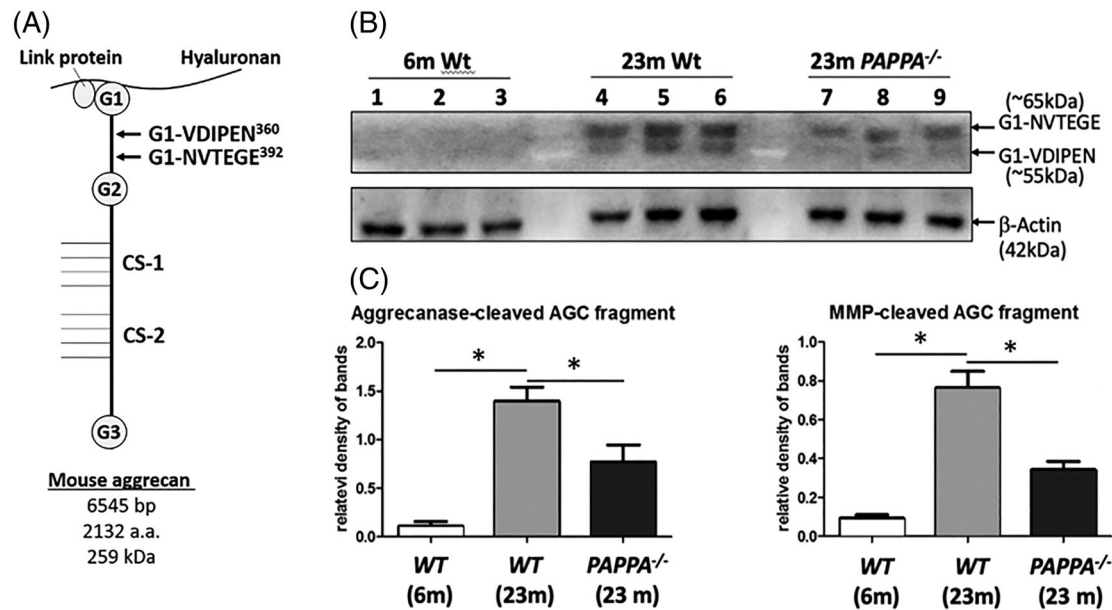 (A)
Link protein
Hyaluronan
G1
G1-VDIPEN360
G1-NVTEGE392
G2
CS-1
CS-2
G3
Mouse aggrecan
6545 bp
2132 a.a.
259 kDa
(B)
6m Wt
23m Wt
23m PAPPA-/-
1 2 3 4 5 6 7 8 9
(~65kDa)
G1-NVTEGE
G1-VDIPEN
(~55kDa)
β-Actin
(42kDa)
(C)
Aggrecanase-cleaved AGC fragment
relatevi density of bands
2.0
1.5
1.0
0.5
0.0
*
*
WT
(6m)
WT
(23m)
PAPPA-/-
(23 m)
MMP-cleaved AGC fragment
relative density of bands
1.0
0.8
0.6
0.4
0.2
0.0
*
*
WT
(6m)
WT
(23m)
PAPPA-/-
(23 m)